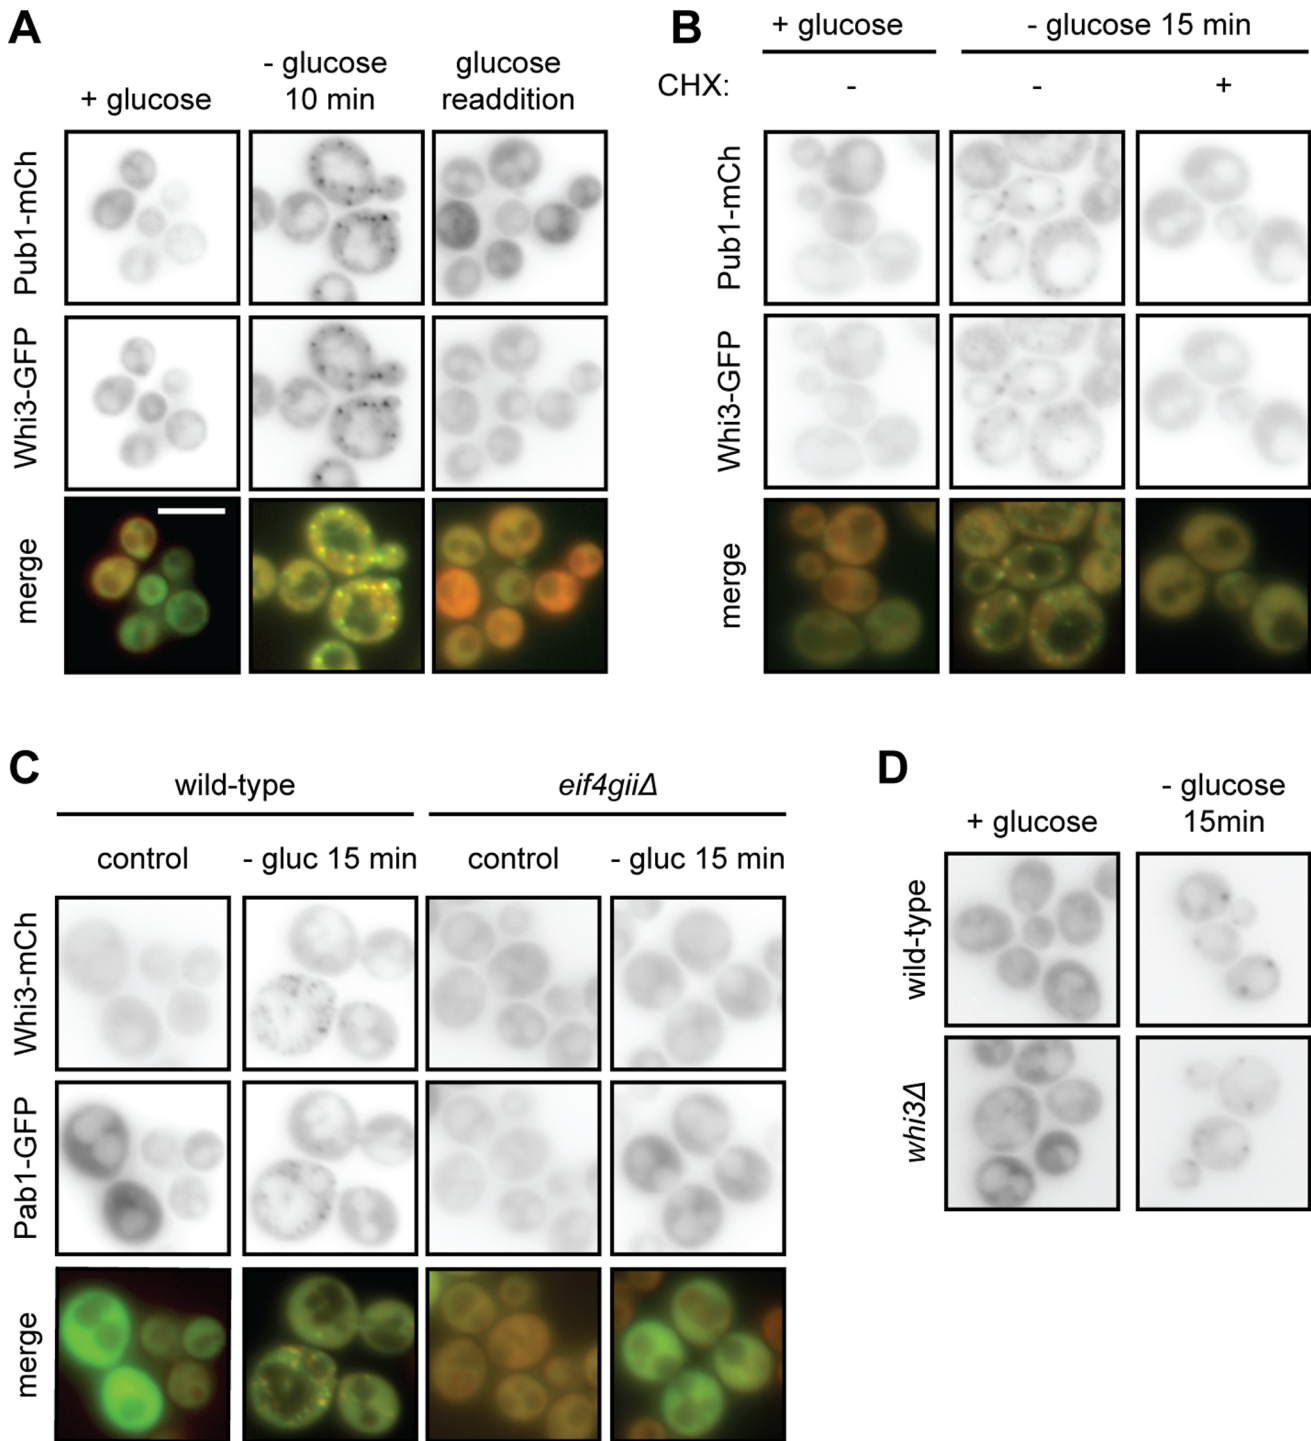 A
+ glucose
- glucose
10 min
glucose
readdition
Pub1-mCh
Whi3-GFP
merge
B
+ glucose
- glucose 15 min
CHX:
-
-
+
Pub1-mCh
Whi3-GFP
merge
C
wild-type
eif4giiΔ
control
- gluc 15 min
control
- gluc 15 min
Whi3-mCh
Pab1-GFP
merge
D
+ glucose
- glucose
15min
wild-type
whi3Δ